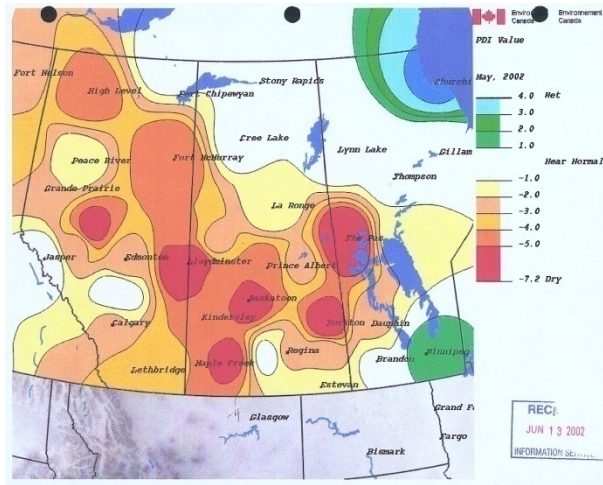 Environment
Canada
Environnement
Canada
PDI Value
May, 2002
4.0 Wet
3.0
2.0
1.0
Near Normal
-1.0
-2.0
-3.0
-4.0
-5.0
-7.2 Dry
Fort Nelson
High Level
Fort Chipewyan
Stony Rapids
Churchi
Cree Lake
Lynn Lake
Gillam
Peace River
Fort McMurray
Thompson
Grande Prairie
La Ronge
The Pas
Jasper
Edmonton
Lloydminster
Prince Albert
Saskatoon
Calgary
Kindersley
Yorkton
Dauphin
Lethbridge
Maple Creek
Regina
Brandon
Winnipeg
Estevan
-4
Glasgow
Grand Fo
Fargo
Bismark
JUN 13 2002
INFORMATION